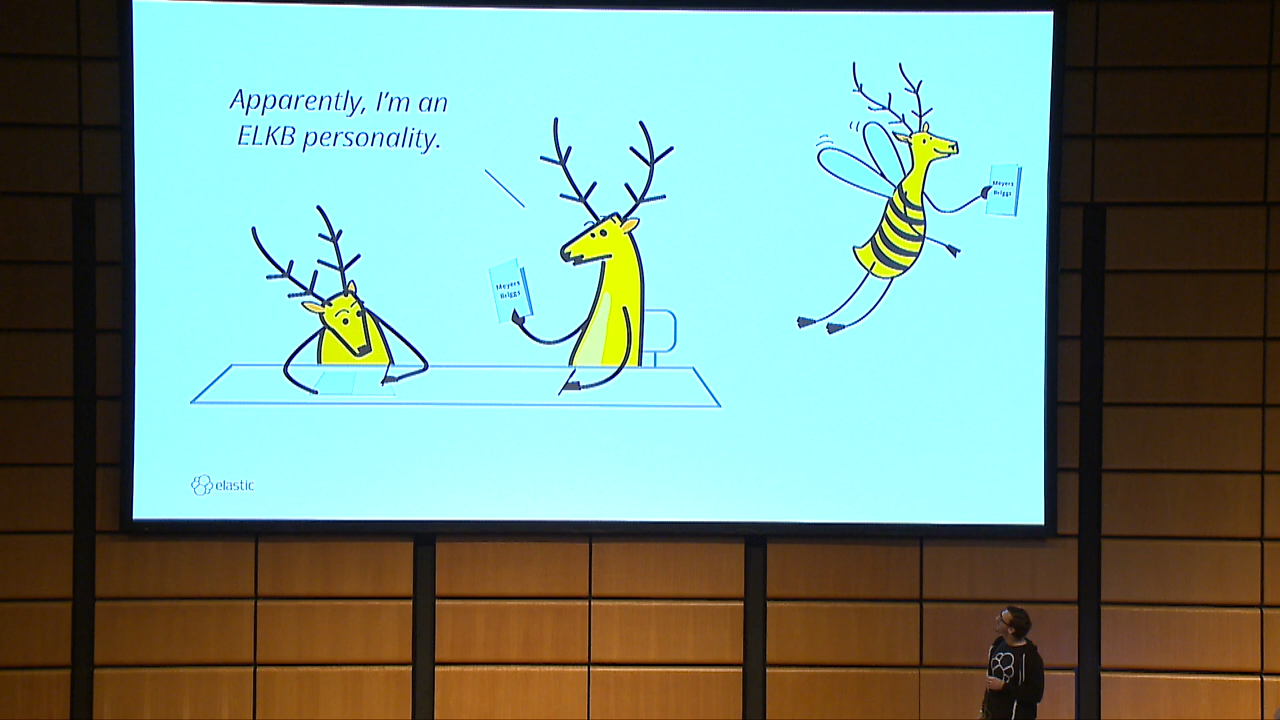 Apparently, I'm an
ELKB personality.
Meyers
Briggs
Meyers
Briggs
elastic